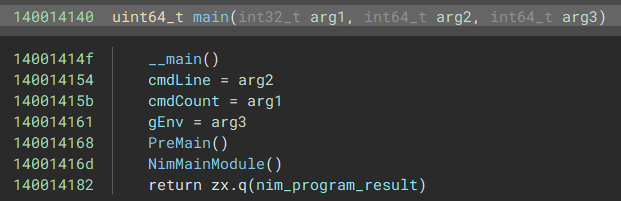 140014140 uint64_t main(int32_t arg1, int64_t arg2, int64_t arg3)
14001414f __main()
140014154 cmdLine = arg2
14001415b cmdCount = arg1
140014161 gEnv = arg3
140014168 PreMain()
14001416d NimMainModule()
140014182 return zx.q(nim_program_result)